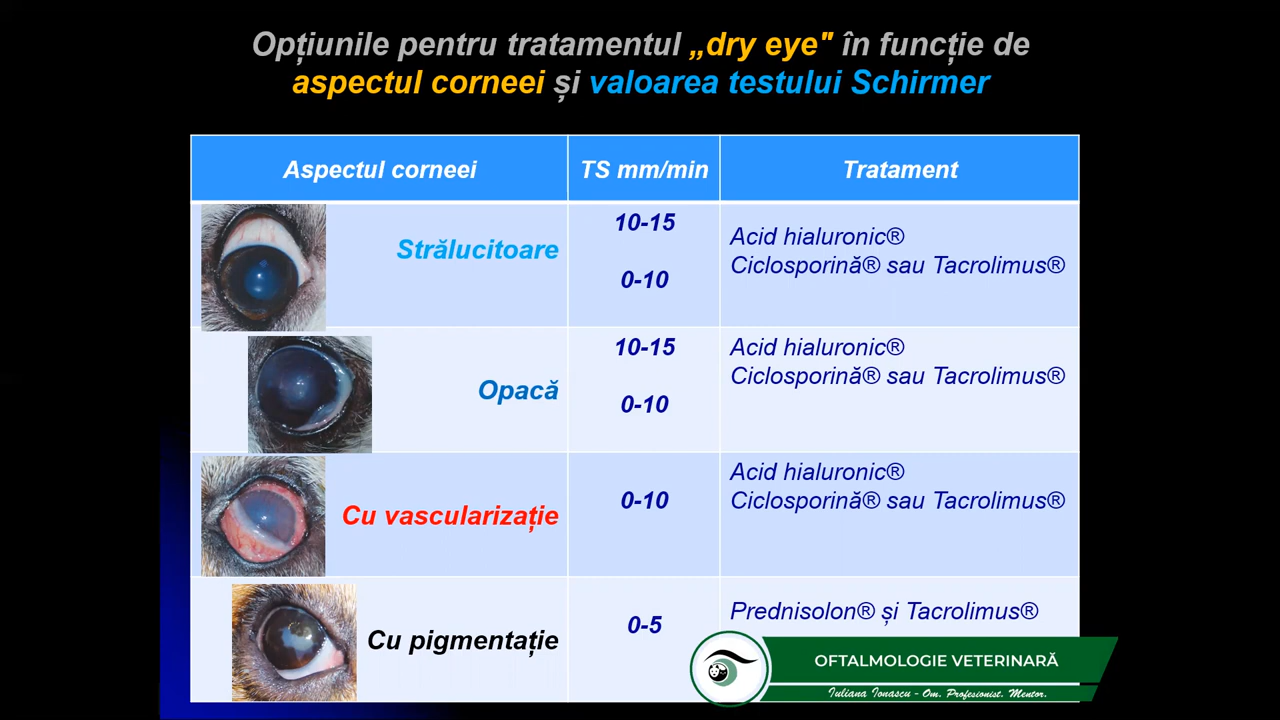 Opțiunile pentru tratamentul „dry eye" în funcție de
aspectul corneei și valoarea testului Schirmer
Aspectul corneei
TS mm/min
Tratament
Strălucitoare
10-15
0-10
Acid hialuronic®
Ciclosporină® sau Tacrolimus®
Opacă
10-15
0-10
Acid hialuronic®
Ciclosporină® sau Tacrolimus®
Cu vascularizație
0-10
Acid hialuronic®
Ciclosporină® sau Tacrolimus®
Cu pigmentație
0-5
Prednisolon® și Tacrolimus®
OFTALMOLOGIE VETERINARĂ
Iuliana Ionascu - Om. Profesionist. Mentor.